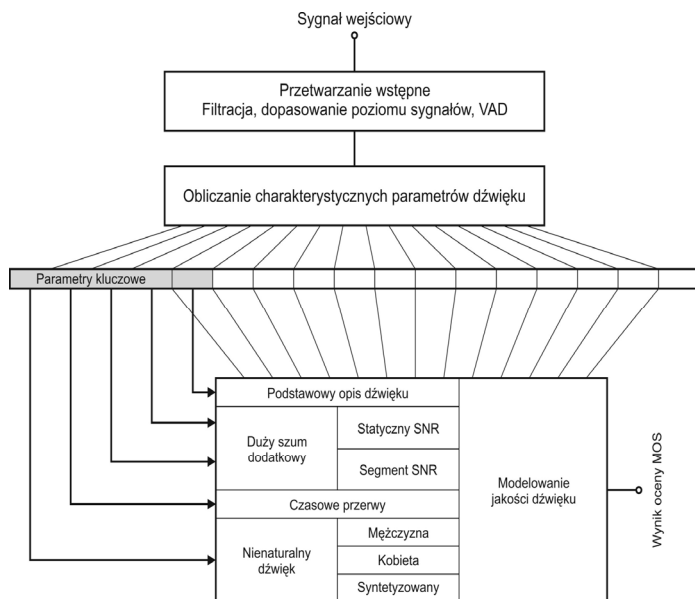 Sygnał wejściowy
Przetwarzanie wstępne
Filtracja, dopasowanie poziomu sygnałów, VAD
Obliczanie charakterystycznych parametrów dźwięku
Parametry kluczowe
Podstawowy opis dźwięku
Duży szum
dodatkowy
Statyczny SNR
Segment SNR
Czasowe przerwy
Nienaturalny
dźwięk
Mężczyzna
Kobieta
Syntetyzowany
Modelowanie
jakości dźwięku
Wynik oceny MOS